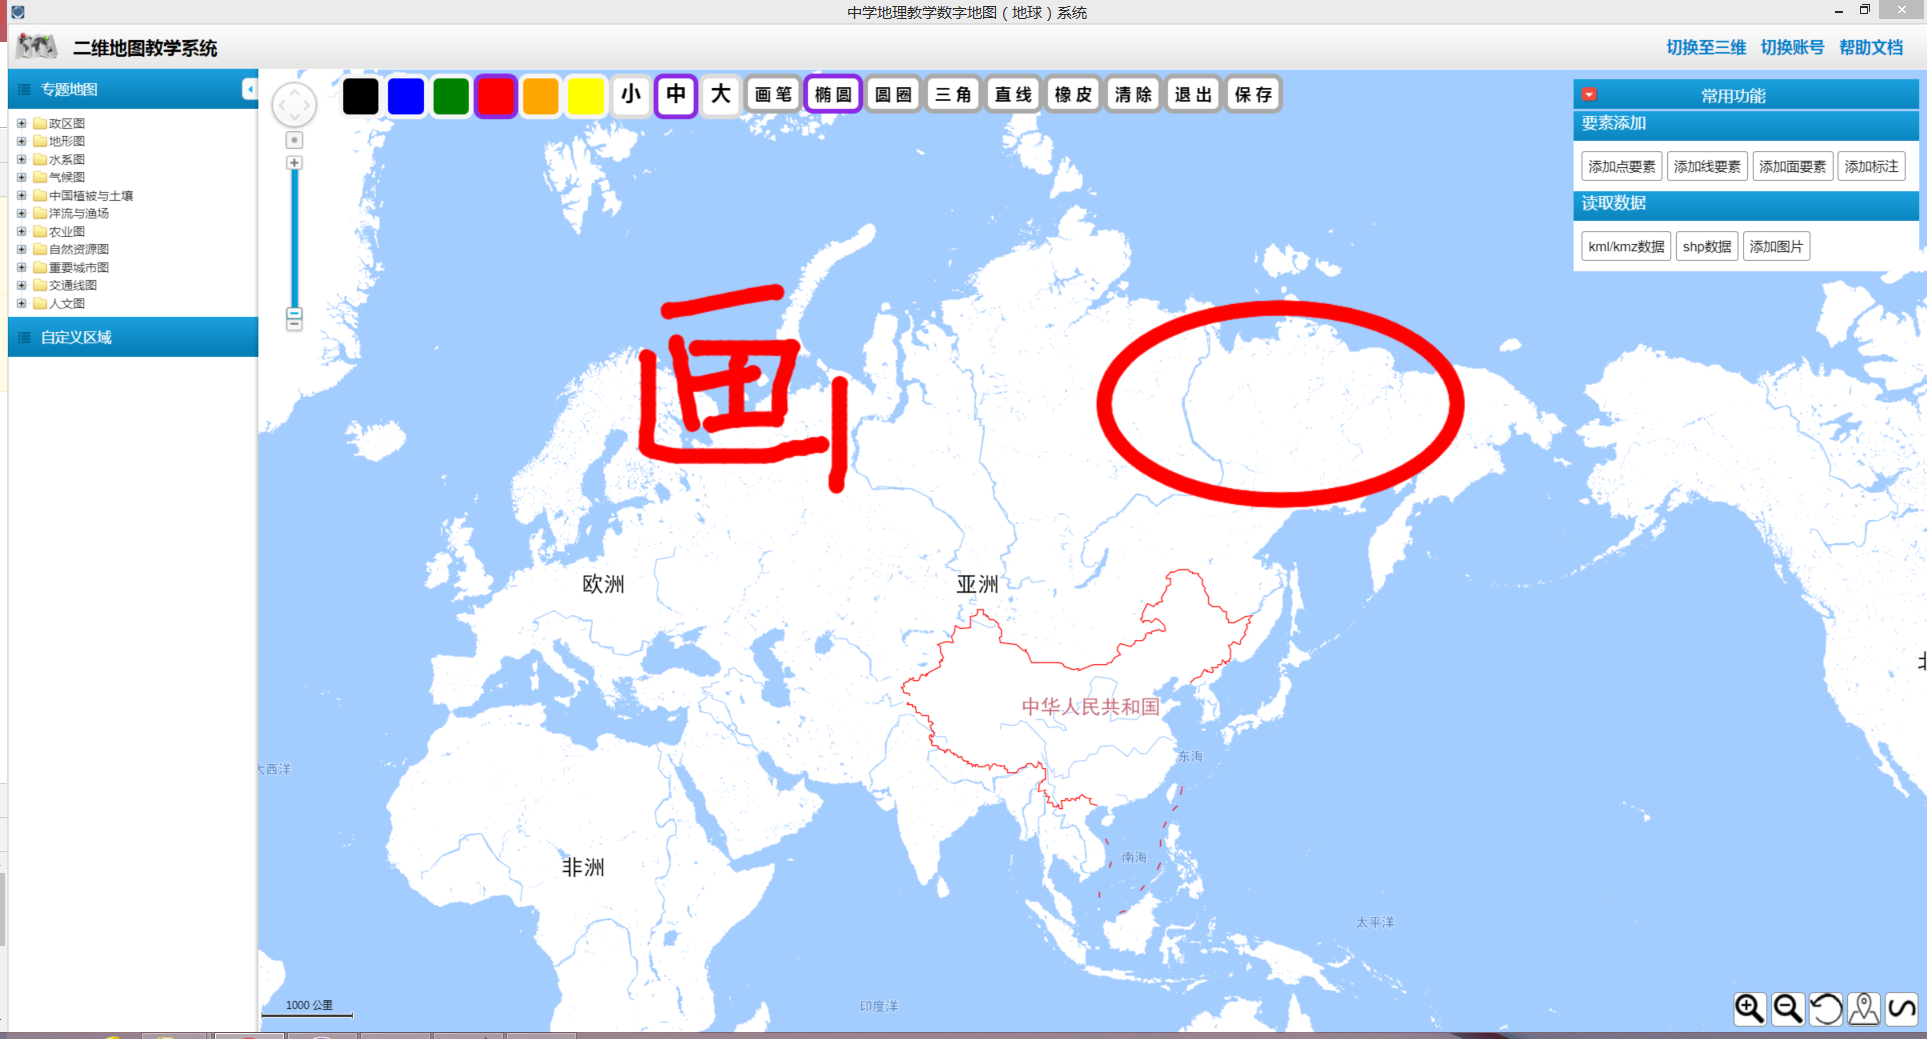 中学地理教学数字地图（地球）系统
二维地图教学系统
切换至三维 切换账号 帮助文档
专题地图
政区图
地形图
水系图
气候图
中国植被与土壤
洋流与渔场
农业图
自然资源图
重要城市图
交通线图
人文图
自定义区域
小 中 大 画笔 椭圆 圆圈 三角 直线 橡皮 清除 退出 保存
常用功能
要素添加
添加点要素 添加线要素 添加面要素 添加标注
读取数据
kml/kmz数据 shp数据 添加图片
画
欧洲
亚洲
中华人民共和国
东海
大西洋
非洲
南海
太平洋
印度洋
1000 公里